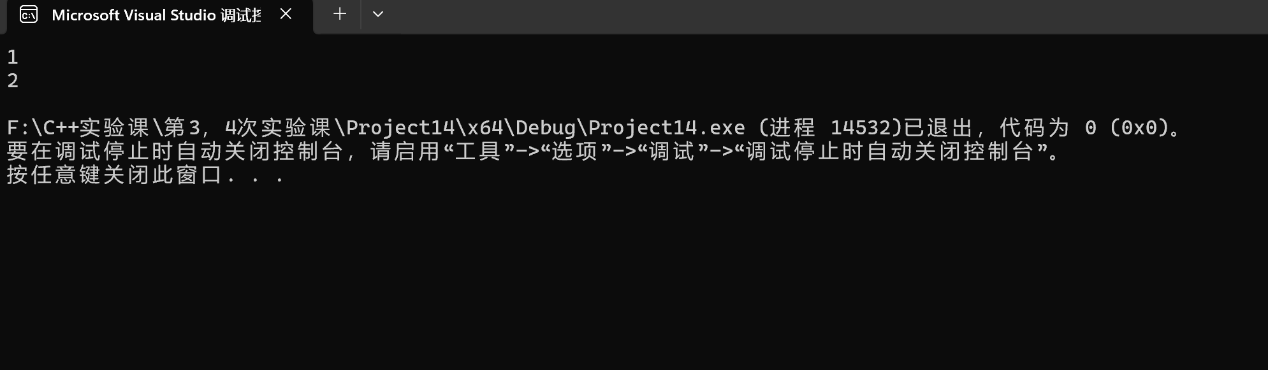 Microsoft Visual Studio 调试控
1
2
F:\C++实验课\第3, 4次实验课\Project14\x64\Debug\Project14.exe (进程 14532)已退出，代码为 0 (0x0)。
要在调试停止时自动关闭控制台，请启用“工具”->“选项”->“调试”->“调试停止时自动关闭控制台”。
按任意键关闭此窗口. . .